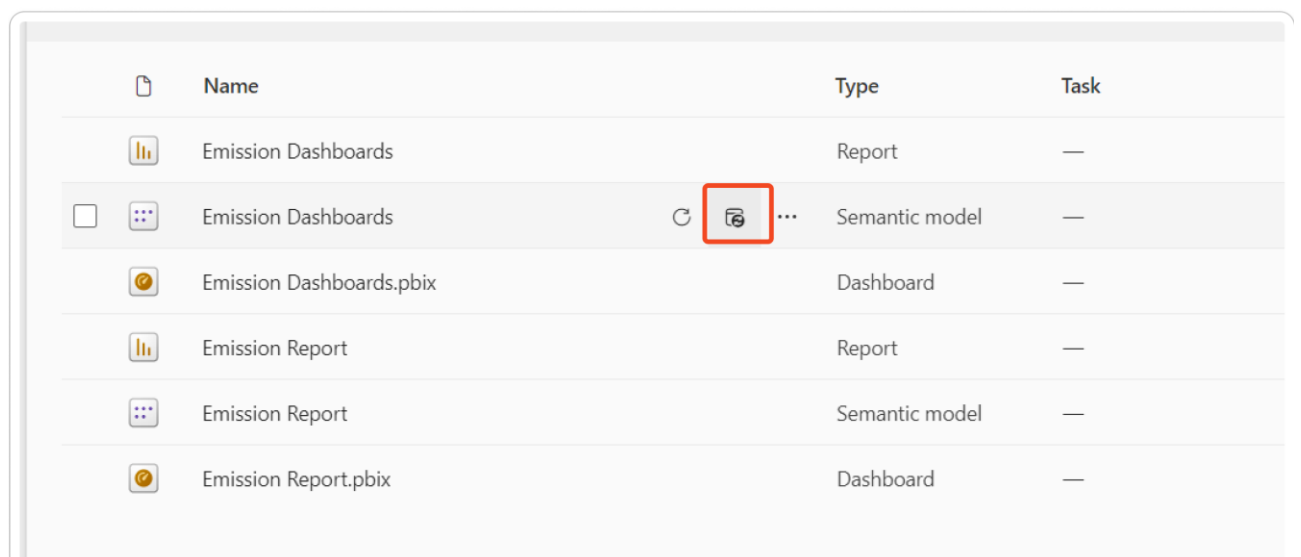 Name Type Task
Emission Dashboards Report —
Emission Dashboards Semantic model —
Emission Dashboards.pbix Dashboard —
Emission Report Report —
Emission Report Semantic model —
Emission Report.pbix Dashboard —